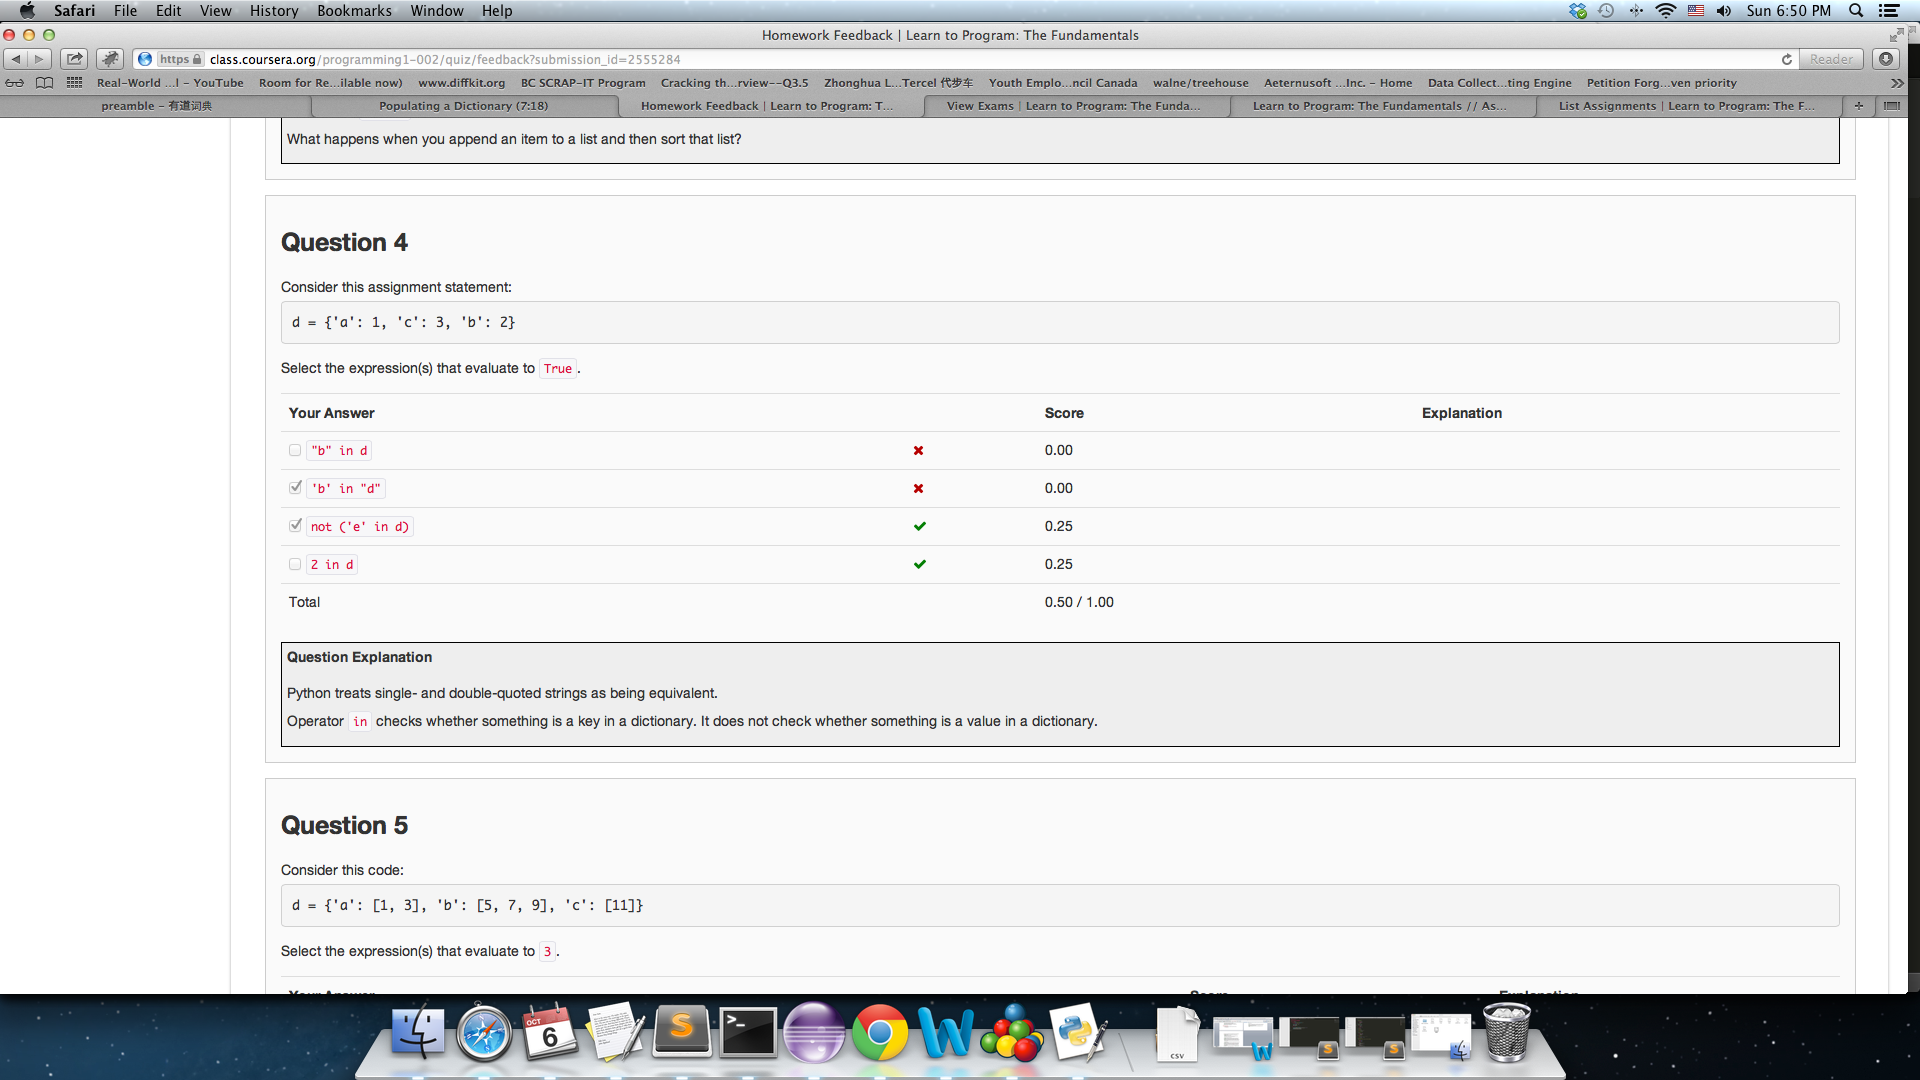 Safari File Edit View History Bookmarks Window Help Sun 6:50 PM
Homework Feedback | Learn to Program: The Fundamentals
https class.coursera.org/programming1-002/quiz/feedback?submission_id=2555284 Reader
Real-World ...l - YouTube Room for Re...ilable now) www.diffkit.org BC SCRAP-IT Program Cracking th...rview--Q3.5 Zhonghua L...Tercel 代步车 Youth Emplo...ncil Canada walne/treehouse Aeternusoft ...Inc. - Home Data Collect...ting Engine Petition Forg...ven priority
preamble - 有道词典 Populating a Dictionary (7:18) Homework Feedback | Learn to Program: T... View Exams | Learn to Program: The Funda... Learn to Program: The Fundamentals // As... List Assignments | Learn to Program: The F...
What happens when you append an item to a list and then sort that list?
Question 4
Consider this assignment statement:
d = {'a': 1, 'c': 3, 'b': 2}
Select the expression(s) that evaluate to True.
Your Answer Score Explanation
"b" in d 0.00
'b' in "d" 0.00
not ('e' in d) 0.25
2 in d 0.25
Total 0.50 / 1.00
Question Explanation
Python treats single- and double-quoted strings as being equivalent.
Operator in checks whether something is a key in a dictionary. It does not check whether something is a value in a dictionary.
Question 5
Consider this code:
d = {'a': [1, 3], 'b': [5, 7, 9], 'c': [11]}
Select the expression(s) that evaluate to 3.
Your Answer Score Explanation
OCT
6
CSV